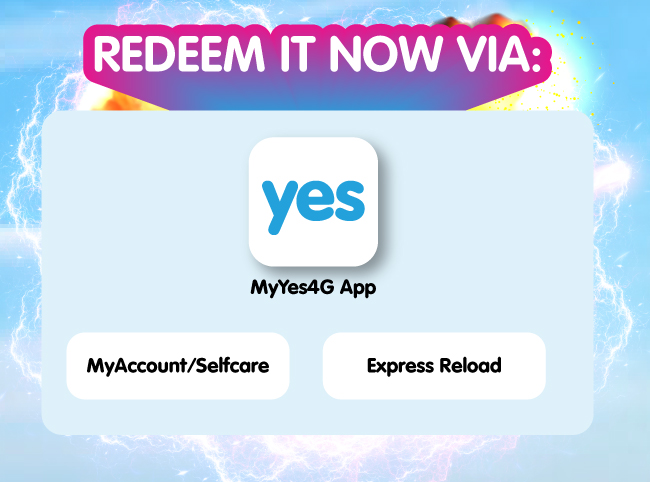 REDEEM IT NOW VIA:
yes
MyYes4G App
MyAccount/Selfcare
Express Reload